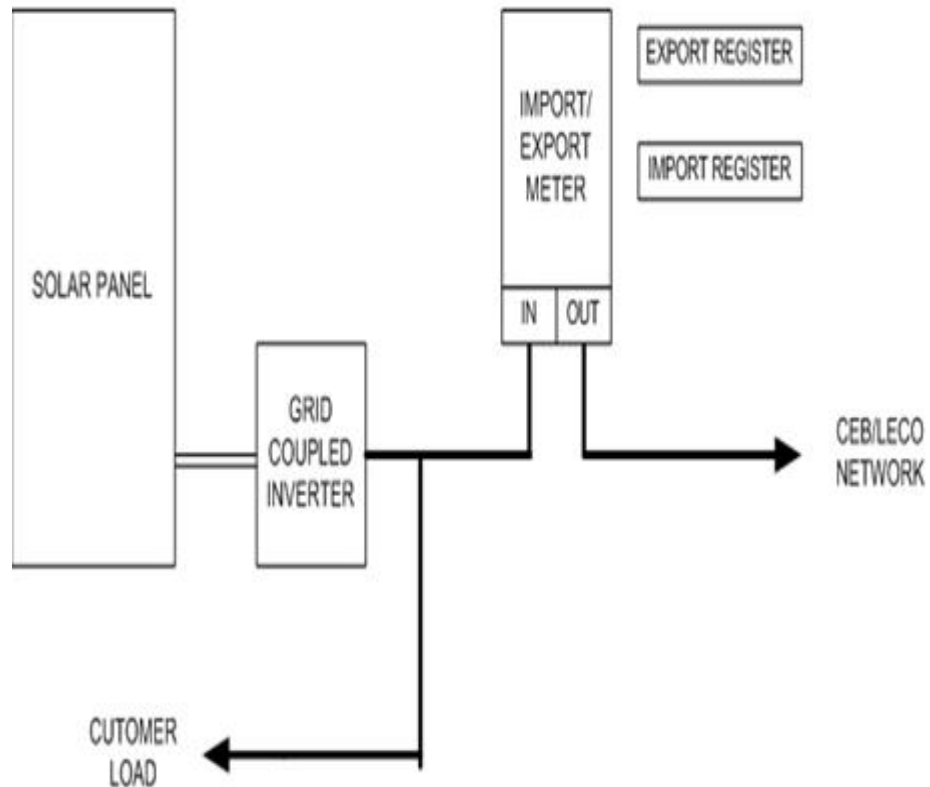 SOLAR PANEL
GRID
COUPLED
INVERTER
IMPORT/
EXPORT
METER
IN
OUT
EXPORT REGISTER
IMPORT REGISTER
CEB/LECO
NETWORK
CUTOMER
LOAD